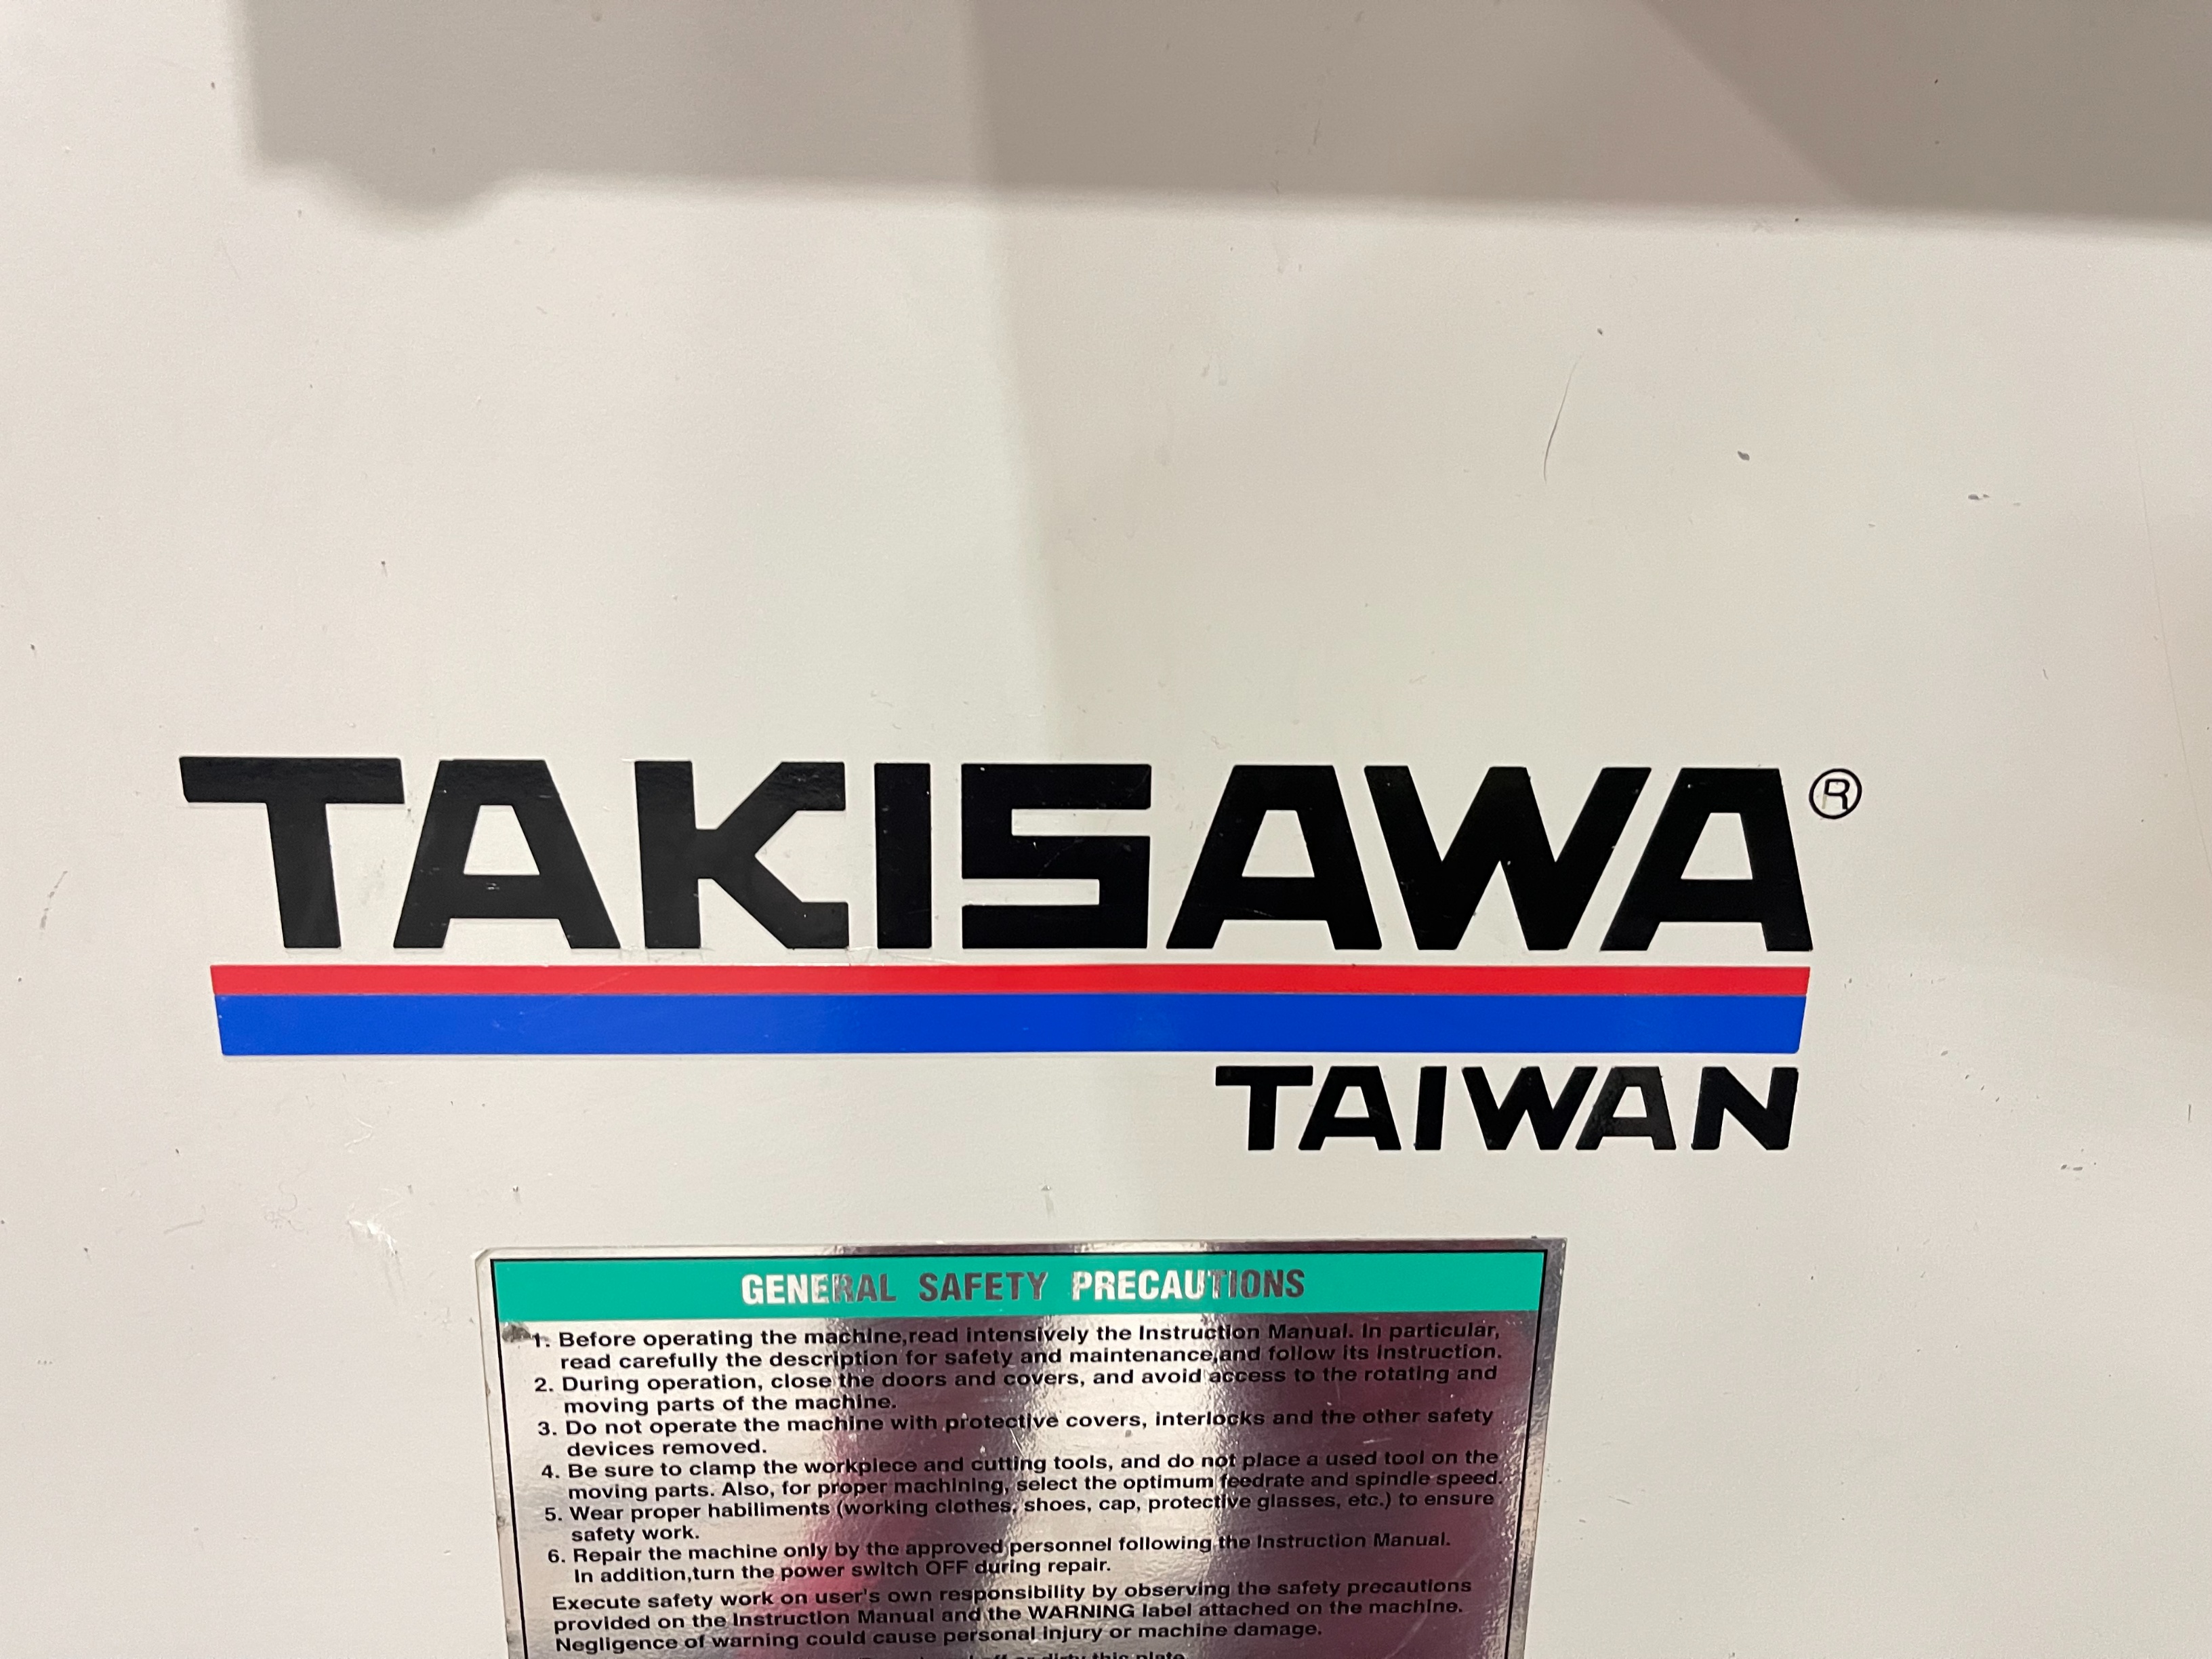 TAKISAWA®
TAIWAN
GENERAL SAFETY PRECAUTIONS
1. Before operating the machine,read intensively the Instruction Manual. In particular,
read carefully the description for safety and maintenance,and follow its instruction.
2. During operation, close the doors and covers, and avoid access to the rotating and
moving parts of the machine.
3. Do not operate the machine with protective covers, interlocks and the other safety
devices removed.
4. Be sure to clamp the workpiece and cutting tools, and do not place a used tool on the
moving parts. Also, for proper machining, select the optimum feedrate and spindle speed.
5. Wear proper habiliments (working clothes, shoes, cap, protective glasses, etc.) to ensure
safety work.
6. Repair the machine only by the approved personnel following the Instruction Manual.
In addition,turn the power switch OFF during repair.
Execute safety work on user's own responsibility by observing the safety precautions
provided on the Instruction Manual and the WARNING label attached on the machine.
Negligence of warning could cause personal injury or machine damage.
dirty this plate